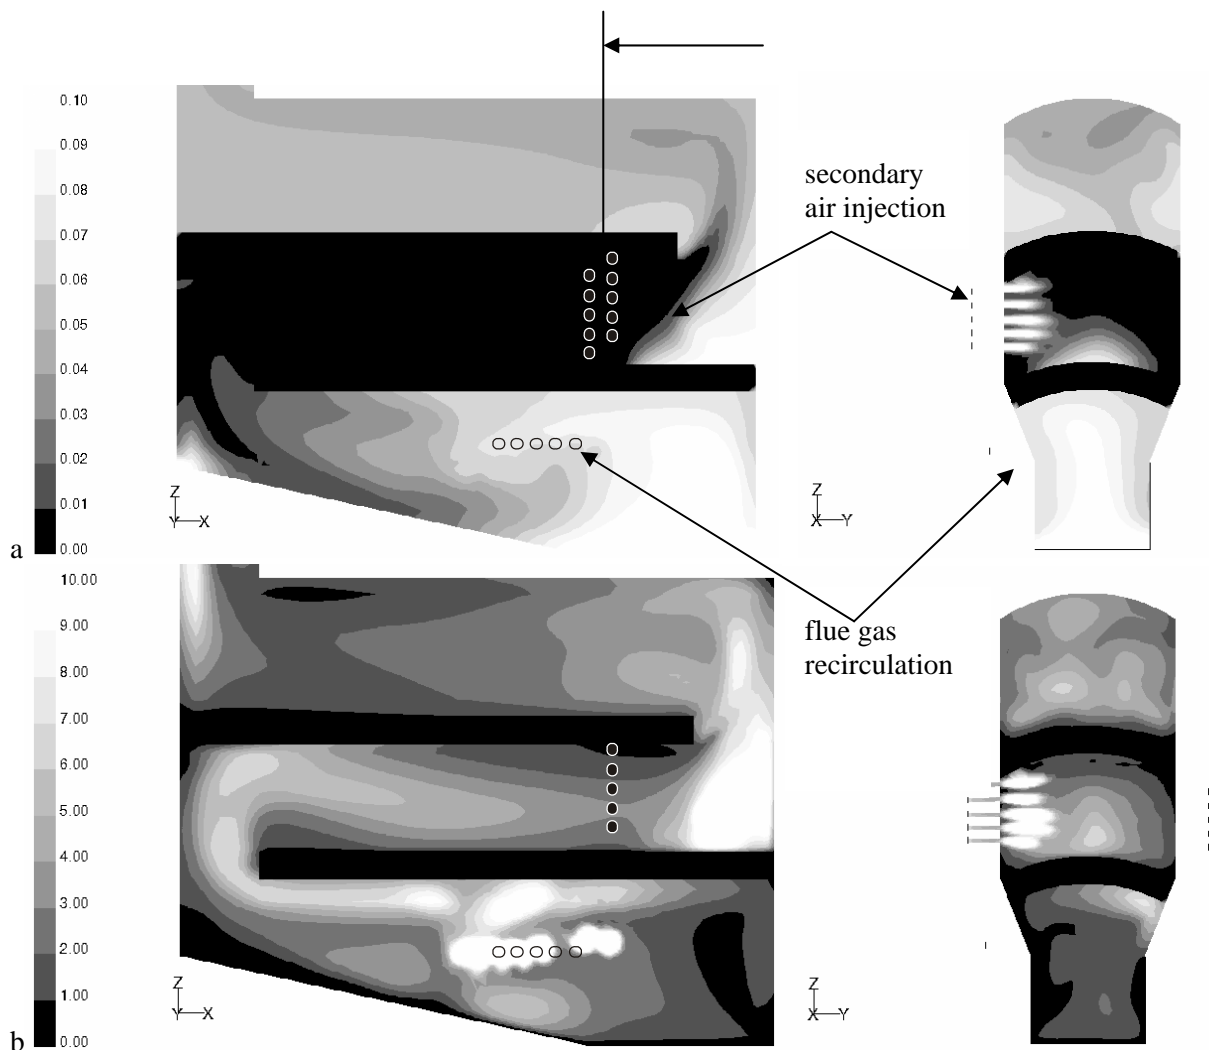 0.10
0.09
0.08
0.07
0.06
0.05
0.04
0.03
0.02
0.01
0.00
a
Z
Y X
secondary
air injection
Z
X Y
10.00
9.00
8.00
7.00
6.00
5.00
4.00
3.00
2.00
1.00
0.00
b
Z
Y X
flue gas
recirculation
Z
X Y